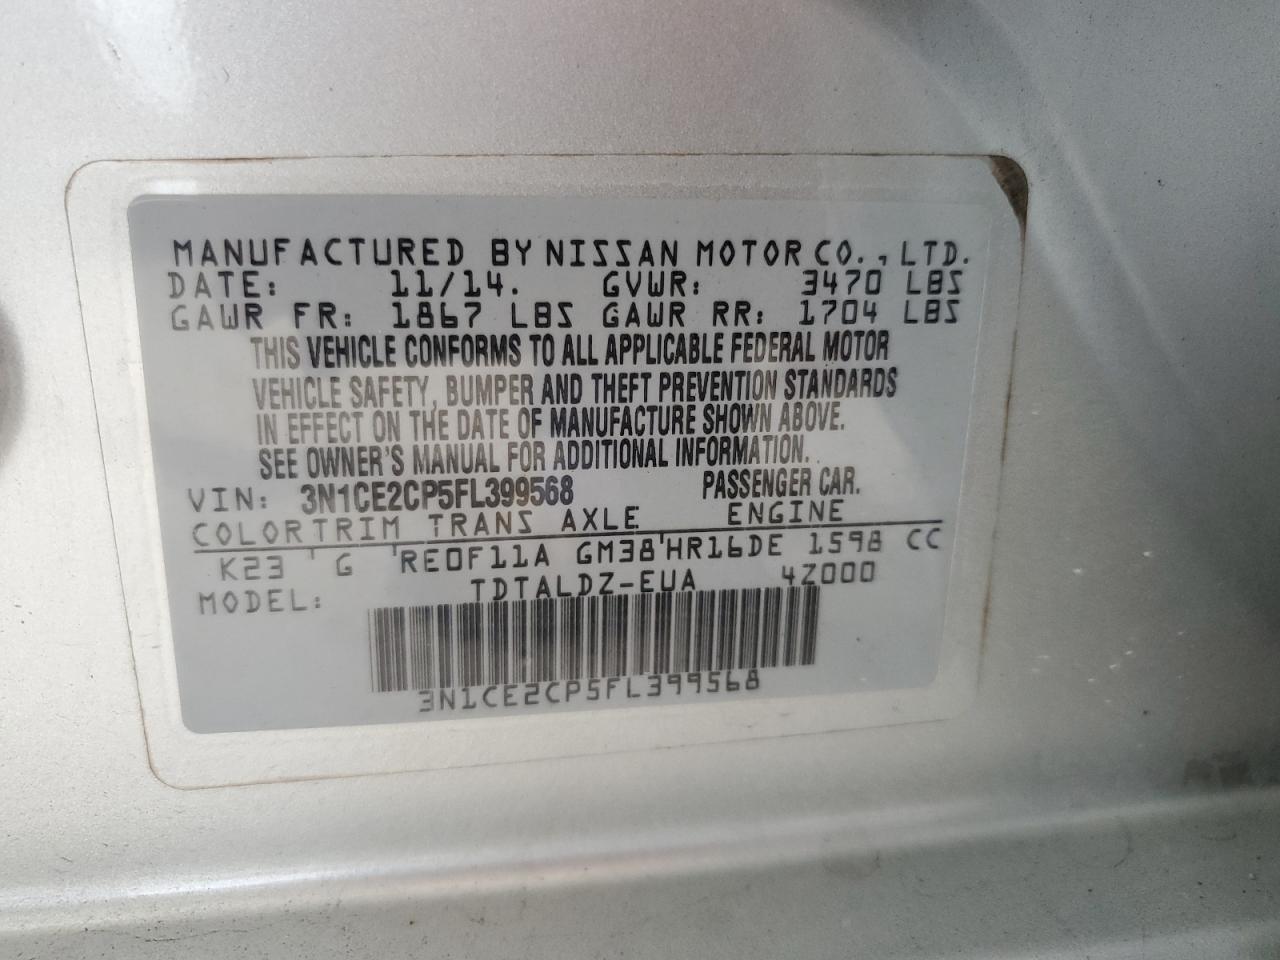 MANUFACTURED BY NISSAN MOTOR CO., LTD.
DATE: 11/14. GVWR: 3470 LBS
GAWR FR: 1867 LBS GAWR RR: 1704 LBS
THIS VEHICLE CONFORMS TO ALL APPLICABLE FEDERAL MOTOR
VEHICLE SAFETY, BUMPER AND THEFT PREVENTION STANDARDS
IN EFFECT ON THE DATE OF MANUFACTURE SHOWN ABOVE.
SEE OWNER'S MANUAL FOR ADDITIONAL INFORMATION.
VIN: 3N1CE2CP5FL399568 PASSENGER CAR.
COLOR TRIM TRANS AXLE ENGINE
K23 ' G 'RE0F11A GM38'HR16DE 1598 CC
MODEL: TDTALDZ-EUA 4Z000
3N1CE2CP5FL399568